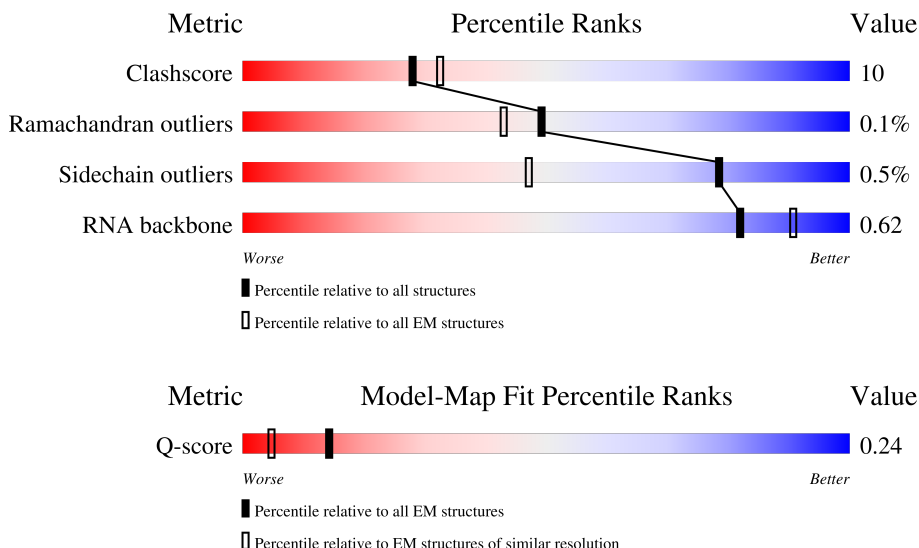 Metric Percentile Ranks Value
Clashscore 10
Ramachandran outliers 0.1%
Sidechain outliers 0.5%
RNA backbone 0.62
Worse Better
Percentile relative to all structures
Percentile relative to all EM structures
Metric Model-Map Fit Percentile Ranks Value
Q-score 0.24
Worse Better
Percentile relative to all EM structures
Percentile relative to EM structures of similar resolution